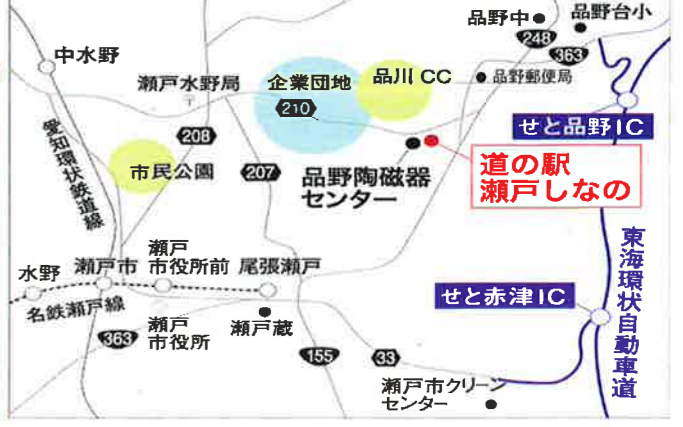 品野中
品野台小
248
363
中水野
瀬戸水野局
企業団地
210
品川 CC
品野郵便局
せと品野IC
愛知環状鉄道線
208
市民公園
207
品野陶磁器
センター
道の駅
瀬戸しなの
東海環状自動車道
水野
瀬戸市
瀬戸
市役所前
尾張瀬戸
名鉄瀬戸線
せと赤津IC
363
瀬戸
市役所
瀬戸蔵
155
33
瀬戸市クリーン
センター